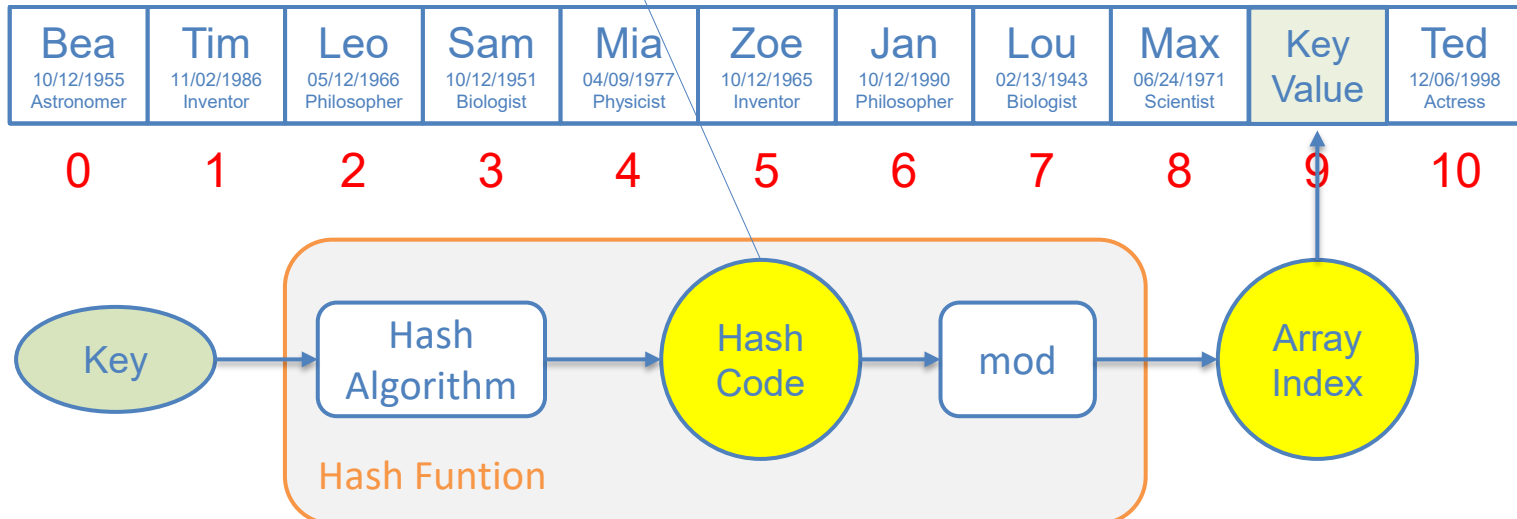 Bea Tim Leo Sam Mia Zoe Jan Lou Max Key Value Ted
10/12/1955 11/02/1986 05/12/1966 10/12/1951 04/09/1977 10/12/1965 10/12/1990 02/13/1943 06/24/1971 12/06/1998
Astronomer Inventor Philosopher Biologist Physicist Inventor Philosopher Biologist Scientist Actress
0 1 2 3 4 5 6 7 8 9 10
Key
Hash
Algorithm
Hash
Code
mod
Array
Index
Hash Funtion